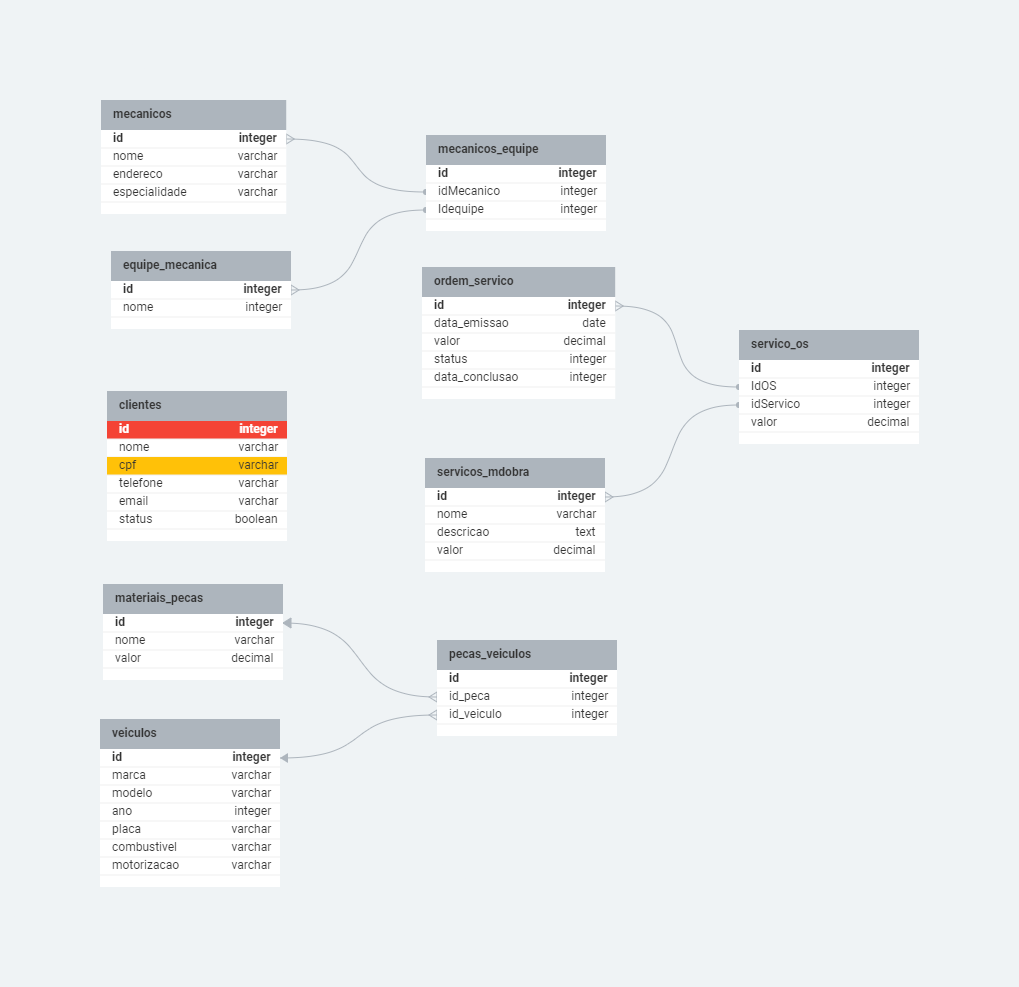 mecanicos
id integer
nome varchar
endereco varchar
especialidade varchar
equipe_mecanica
id integer
nome integer
clientes
id integer
nome varchar
cpf varchar
telefone varchar
email varchar
status boolean
materiais_pecas
id integer
nome varchar
valor decimal
veiculos
id integer
marca varchar
modelo varchar
ano integer
placa varchar
combustivel varchar
motorizacao varchar
mecanicos_equipe
id integer
idMecanico integer
Idequipe integer
ordem_servico
id integer
data_emissao date
valor decimal
status integer
data_conclusao integer
servicos_mdobra
id integer
nome varchar
descricao text
valor decimal
pecas_veiculos
id integer
id_peca integer
id_veiculo integer
servico_os
id integer
IdOS integer
idServico integer
valor decimal